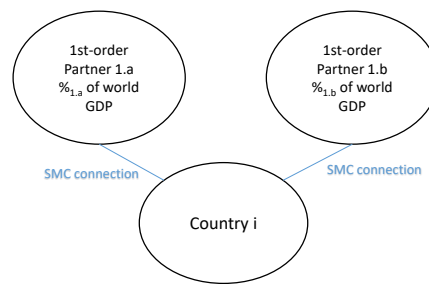 1st-order
Partner 1.a
%1.a of world
GDP
1st-order
Partner 1.b
%1.b of world
GDP
SMC connection
SMC connection
Country i